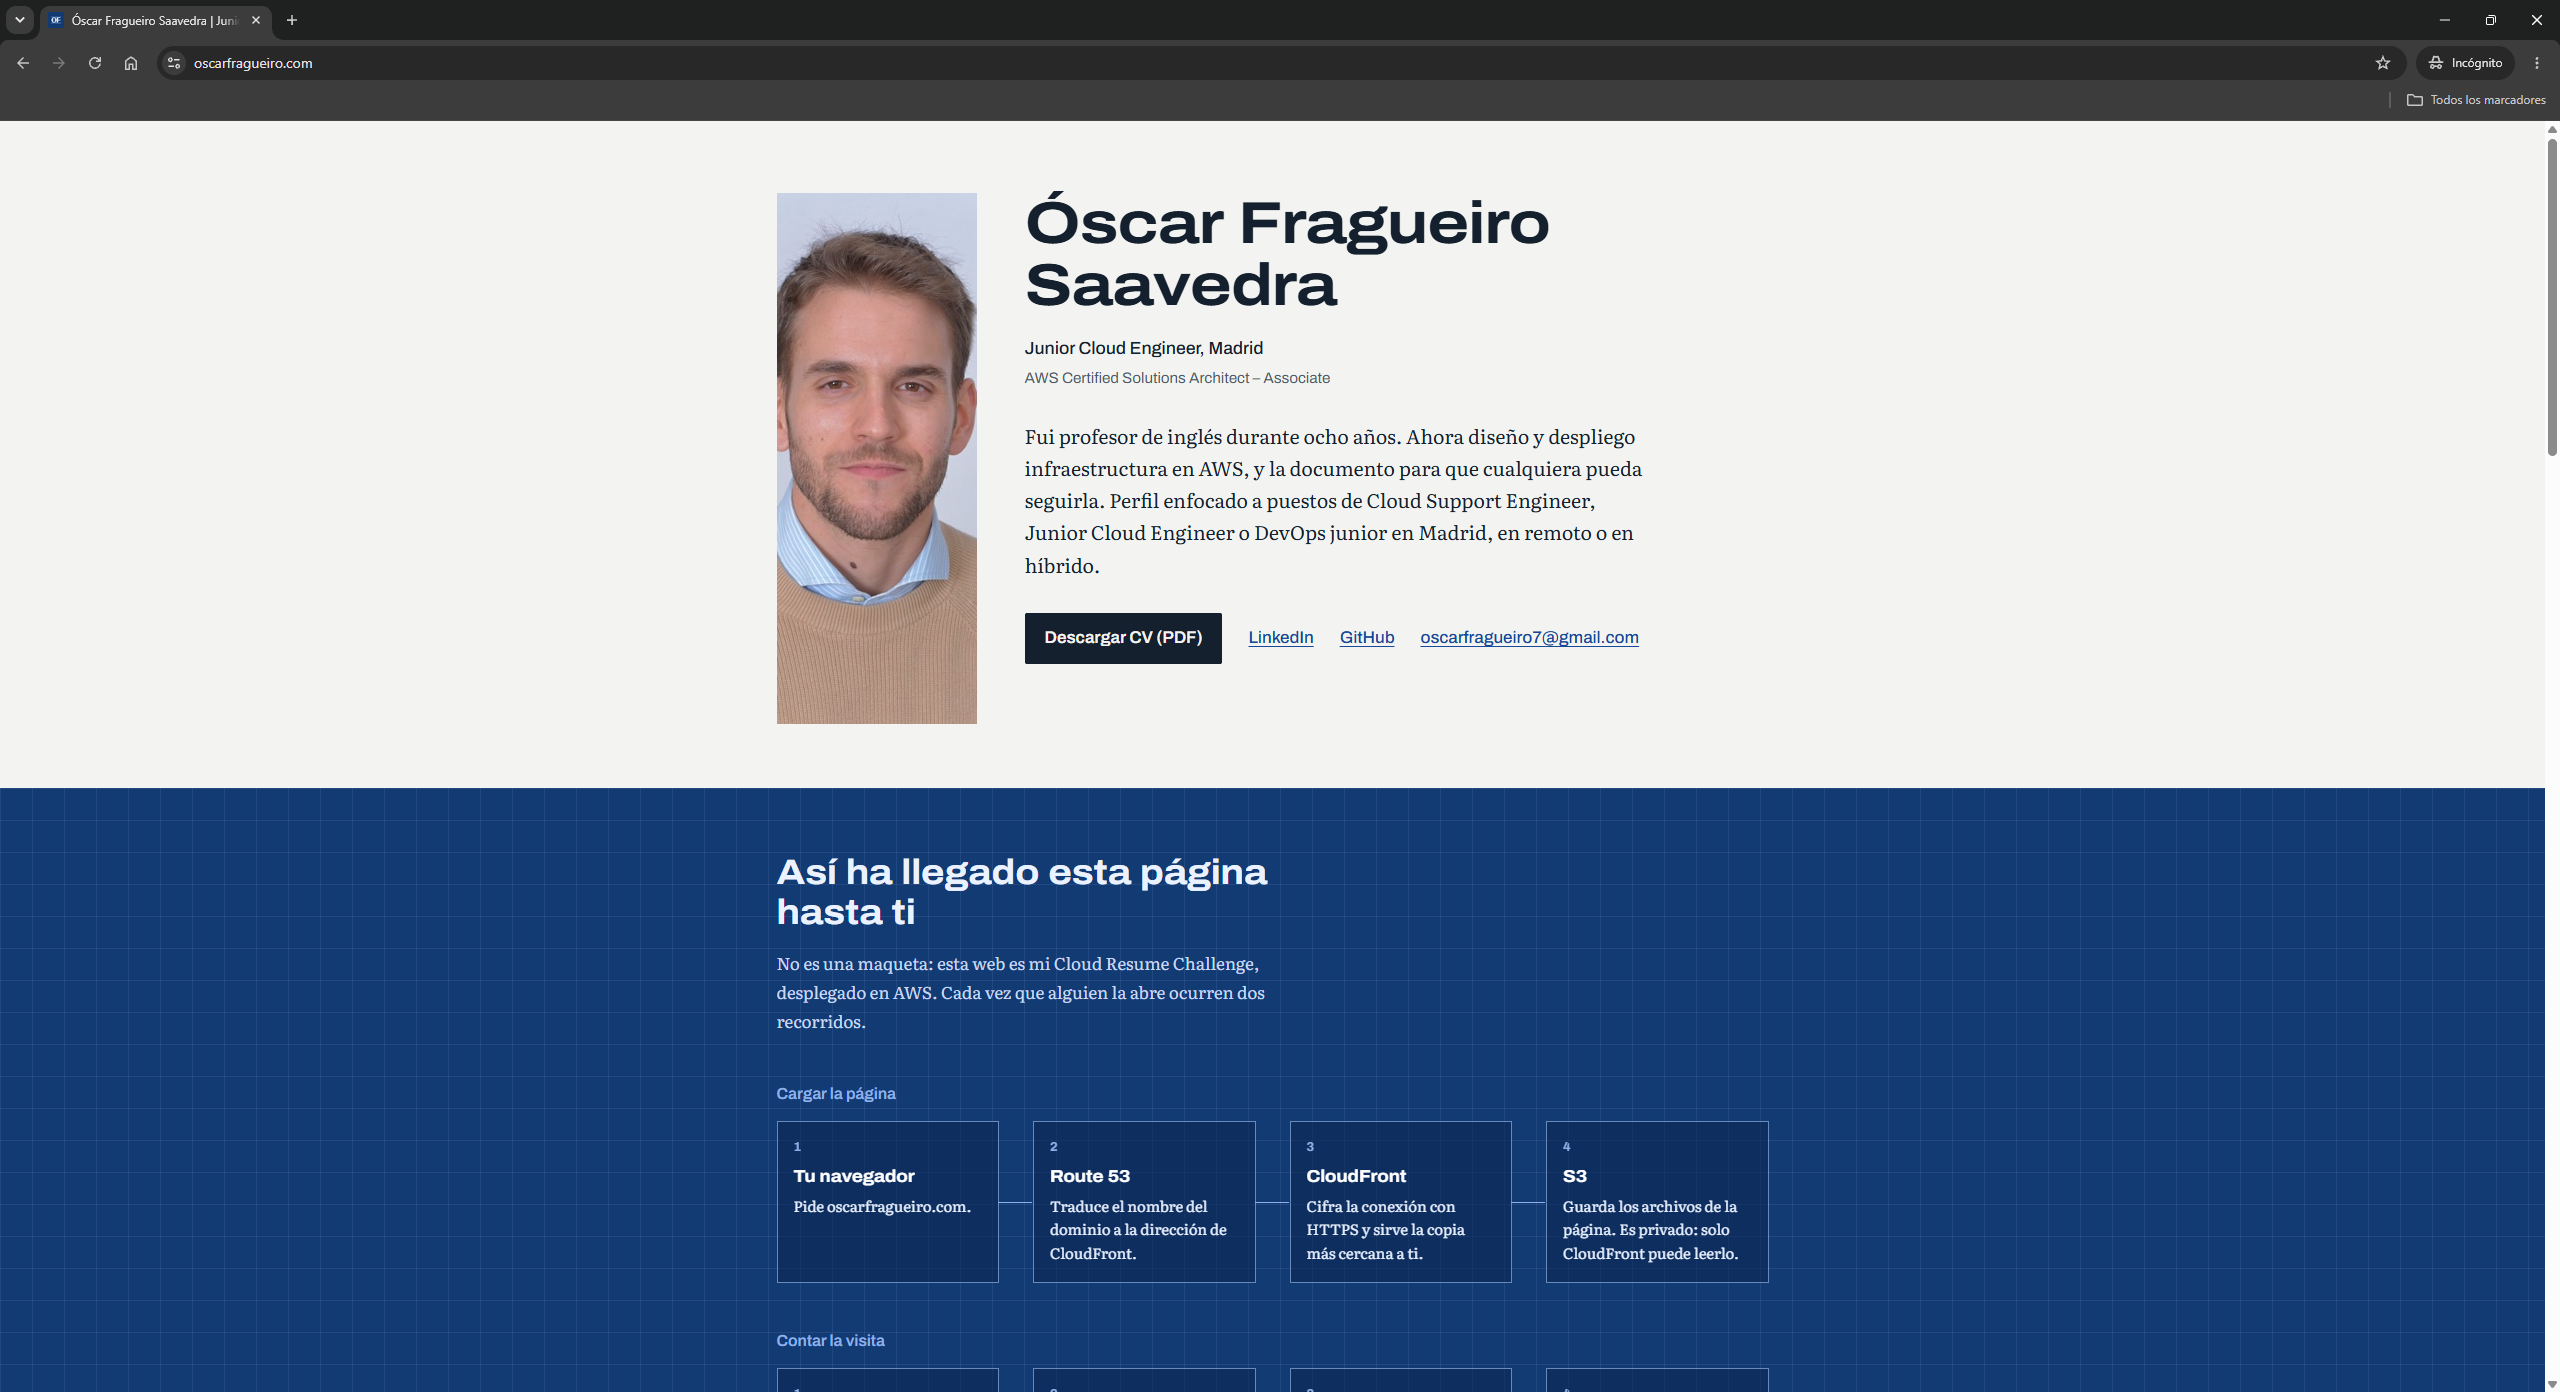 OF Óscar Fragueiro Saavedra | Juni
oscarfragueiro.com
Incógnito
Todos los marcadores
Óscar Fragueiro
Saavedra
Junior Cloud Engineer, Madrid
AWS Certified Solutions Architect – Associate
Fui profesor de inglés durante ocho años. Ahora diseño y despliego
infraestructura en AWS, y la documento para que cualquiera pueda
seguirla. Perfil enfocado a puestos de Cloud Support Engineer,
Junior Cloud Engineer o DevOps junior en Madrid, en remoto o en
híbrido.
Descargar CV (PDF) LinkedIn GitHub oscarfragueiro7@gmail.com
Así ha llegado esta página
hasta ti
No es una maqueta: esta web es mi Cloud Resume Challenge,
desplegado en AWS. Cada vez que alguien la abre ocurren dos
recorridos.
Cargar la página
1
Tu navegador
Pide oscarfragueiro.com.
2
Route 53
Traduce el nombre del
dominio a la dirección de
CloudFront.
3
CloudFront
Cifra la conexión con
HTTPS y sirve la copia
más cercana a ti.
4
S3
Guarda los archivos de la
página. Es privado: solo
CloudFront puede leerlo.
Contar la visita